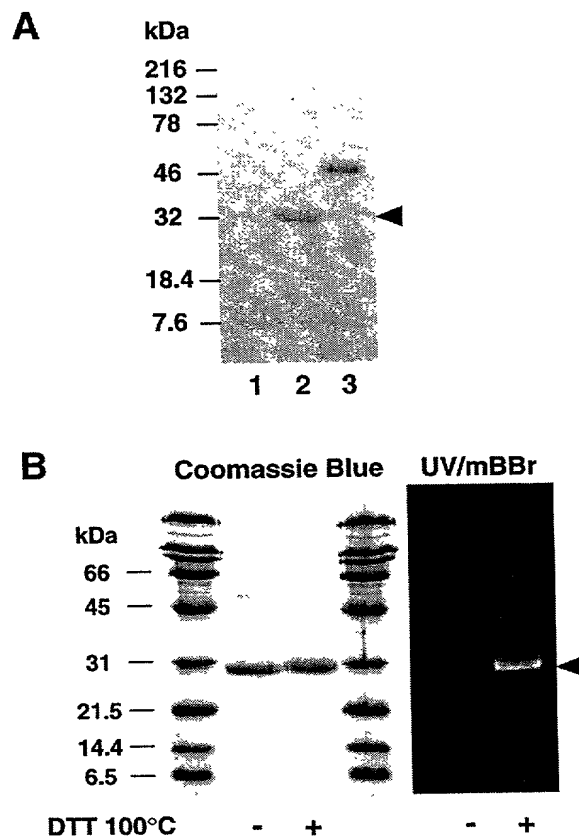 A
kDa
216
132
78
46
32
18.4
7.6
1 2 3
B
Coomassie Blue UV/mBBr
kDa
66
45
31
21.5
14.4
6.5
DTT 100°C - + - +